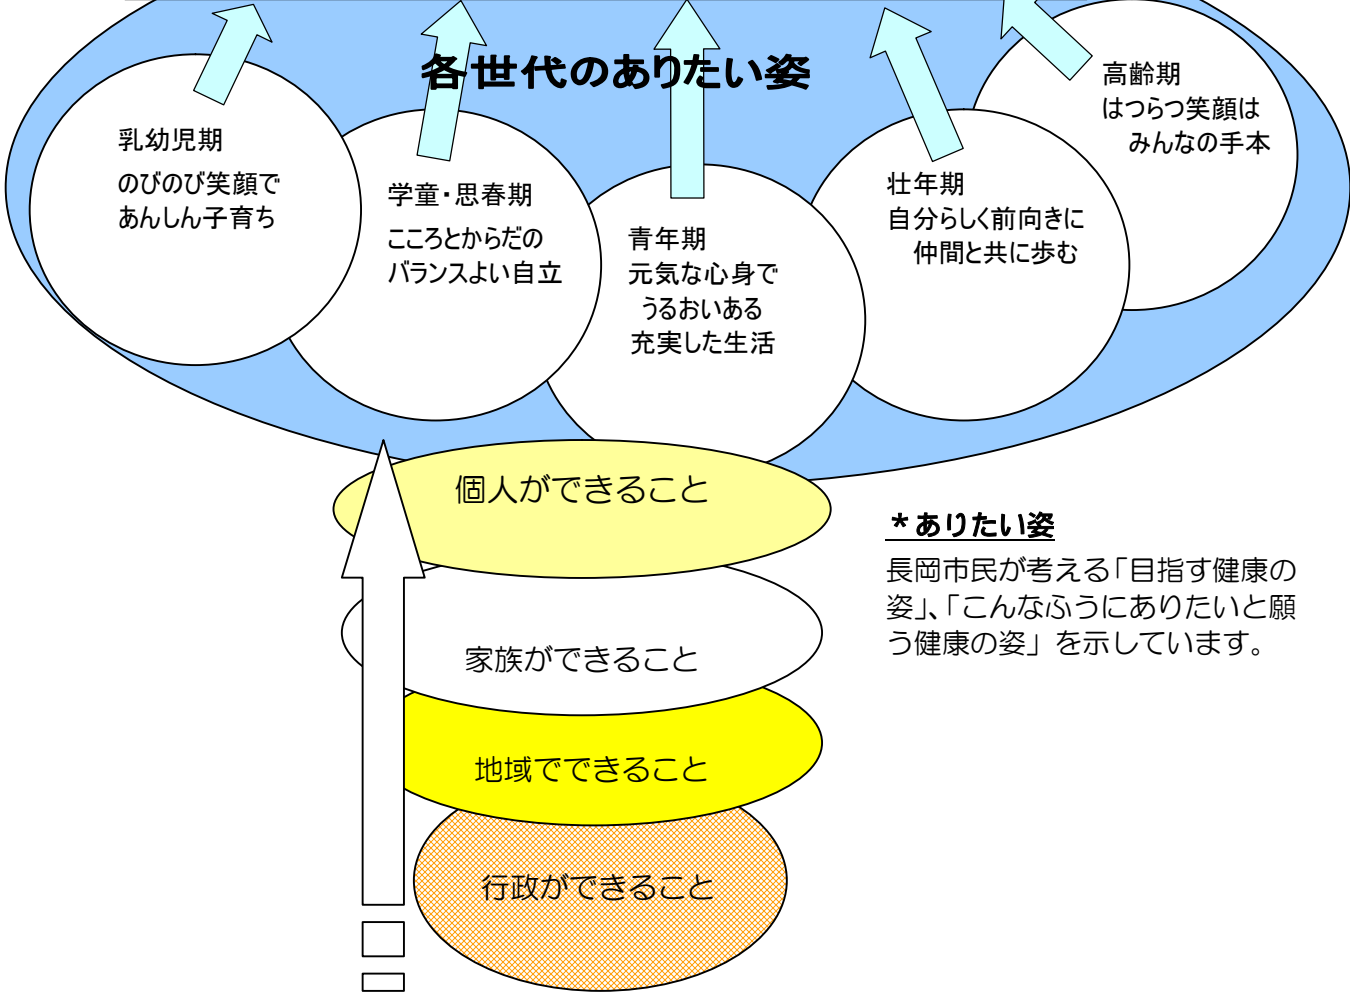 各世代のありたい姿
乳幼児期
のびのび笑顔で
あんしん子育ち
学童・思春期
こころとからだの
バランスよい自立
青年期
元気な心身で
うるおいある
充実した生活
壮年期
自分らしく前向きに
仲間と共に歩む
高齢期
はつらつ笑顔は
みんなの手本
個人ができること
家族ができること
地域でできること
行政ができること
*ありたい姿
長岡市民が考える「目指す健康の
姿」、「こんなふうにありたいと願
う健康の姿」を示しています。